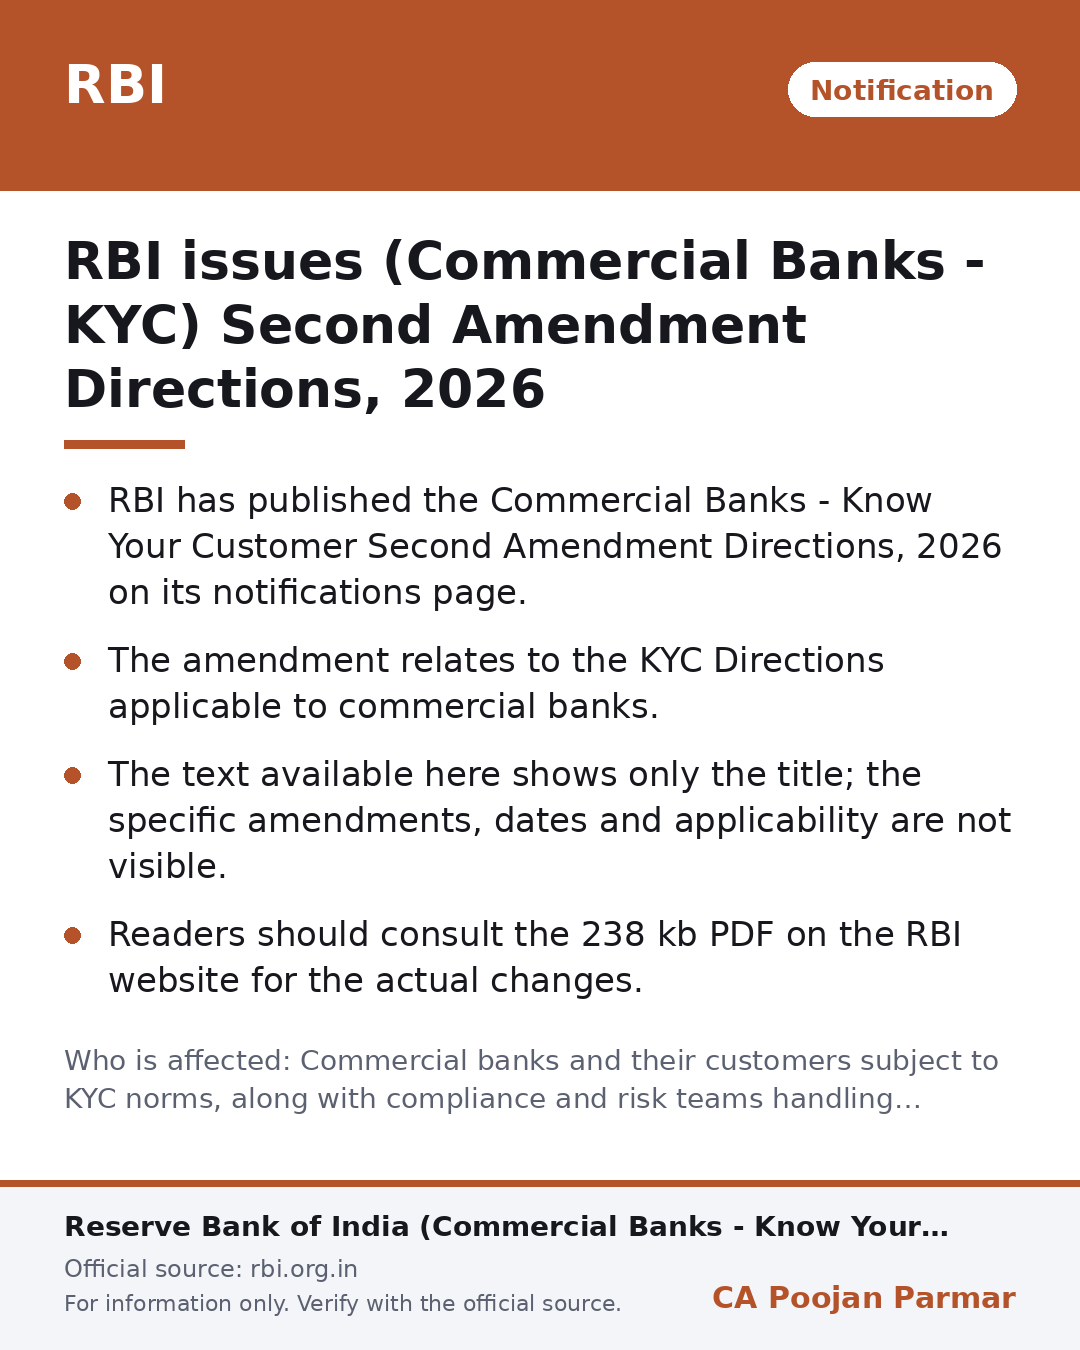 RBI
Notification
RBI issues (Commercial Banks -
KYC) Second Amendment
Directions, 2026
RBI has published the Commercial Banks - Know
Your Customer Second Amendment Directions, 2026
on its notifications page.
The amendment relates to the KYC Directions
applicable to commercial banks.
The text available here shows only the title; the
specific amendments, dates and applicability are not
visible.
Readers should consult the 238 kb PDF on the RBI
website for the actual changes.
Who is affected: Commercial banks and their customers subject to
KYC norms, along with compliance and risk teams handling…
Reserve Bank of India (Commercial Banks - Know Your…
Official source: rbi.org.in
For information only. Verify with the official source.
CA Poojan Parmar